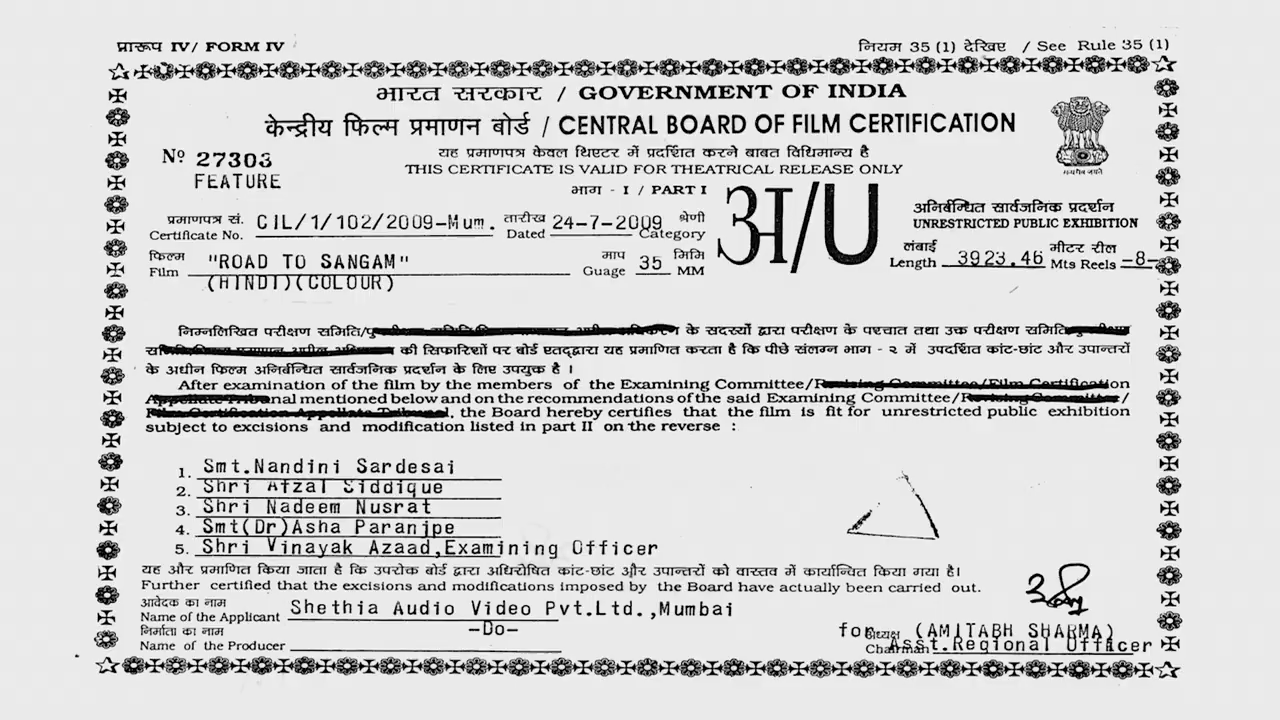 प्रारूप IV/ FORM IV
नियम 35 (1) देखिए / See Rule 35 (1)
भारत सरकार / GOVERNMENT OF INDIA
केन्द्रीय फिल्म प्रमाणन बोर्ड / CENTRAL BOARD OF FILM CERTIFICATION
Nº 27303
यह प्रमाणपत्र केवल थिएटर में प्रदर्शित करने बाबत विधिमान्य है
FEATURE
THIS CERTIFICATE IS VALID FOR THEATRICAL RELEASE ONLY
सत्यमेव जयते
भाग - I / PART I
अ/U
अनिर्बन्धित सार्वजनिक प्रदर्शन
UNRESTRICTED PUBLIC EXHIBITION
प्रमाणपत्र सं. CIL/1/102/2009-Mum. तारीख 24-7-2009 श्रेणी
Certificate No. Dated Category
लंबाई 3923.46 मीटर रील
Length Mts Reels -8-
फिल्म "ROAD TO SANGAM" माप 35 मिमि
Film Guage MM
(HINDI)(COLOUR)
निम्नलिखित परीक्षण समिति/ के सदस्यों द्वारा परीक्षण के पश्चात तथा उक्त परीक्षण समिति
की सिफारिशों पर बोर्ड एतद्द्वारा यह प्रमाणित करता है कि पीछे संलग्न भाग - २ में उपदर्शित कांट-छांट और उपान्तरों
के अधीन फिल्म अनिर्बन्धित सार्वजनिक प्रदर्शन के लिए उपयुक्त है ।
After examination of the film by the members of the Examining Committee/Revising Committee/Film Certification
Appellate Tribunal mentioned below and on the recommendations of the said Examining Committee/Revising Committee/
Film Certification Appellate Tribunal, the Board hereby certifies that the film is fit for unrestricted public exhibition
subject to excisions and modification listed in part II on the reverse :
1. Smt.Nandini Sardesai
2. Shri Afzal Siddique
3. Shri Nadeem Nusrat
4. Smt(Dr)Asha Paranjpe
5. Shri Vinayak Azaad,Examining Officer
यह और प्रमाणित किया जाता है कि उपरोक्त बोर्ड द्वारा अधिरोपित कांट-छांट और उपान्तरों को वास्तव में कार्यान्वित किया गया है।
Further certified that the excisions and modifications imposed by the Board have actually been carried out.
आवेदक का नाम
Name of the Applicant Shethia Audio Video Pvt.Ltd.,Mumbai
निर्माता का नाम -Do-
Name of the Producer
for अध्यक्ष (AMITABH SHARMA)
Chairman Asst.Regional Officer